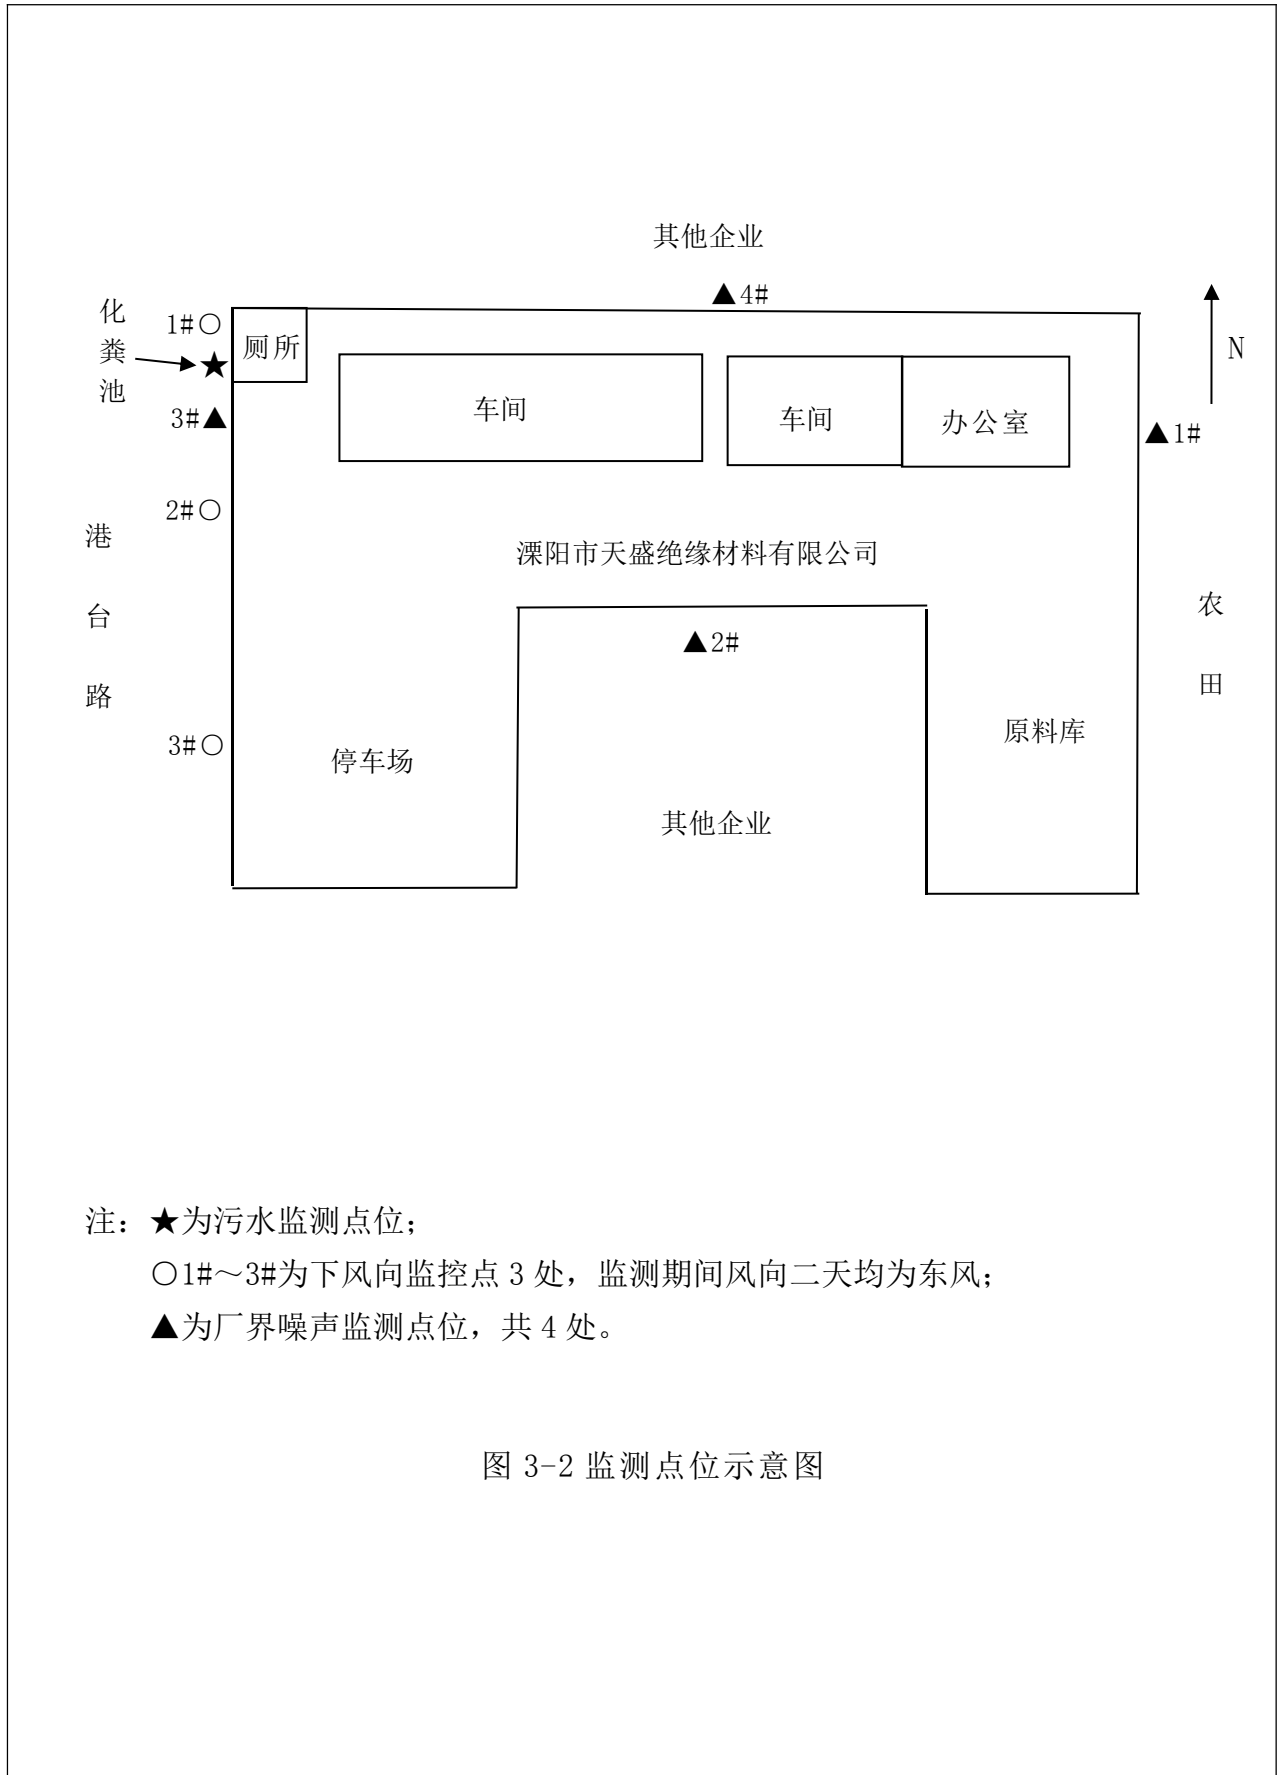 其他企业
▲4#
化粪池
1#○
★
厕所
N
3#▲
车间
车间
办公室
▲1#
2#○
港台路
溧阳市天盛绝缘材料有限公司
▲2#
农田
3#○
停车场
原料库
其他企业
注：★为污水监测点位；
○1#～3#为下风向监控点 3 处，监测期间风向二天均为东风；
▲为厂界噪声监测点位，共 4 处。
图 3-2 监测点位示意图